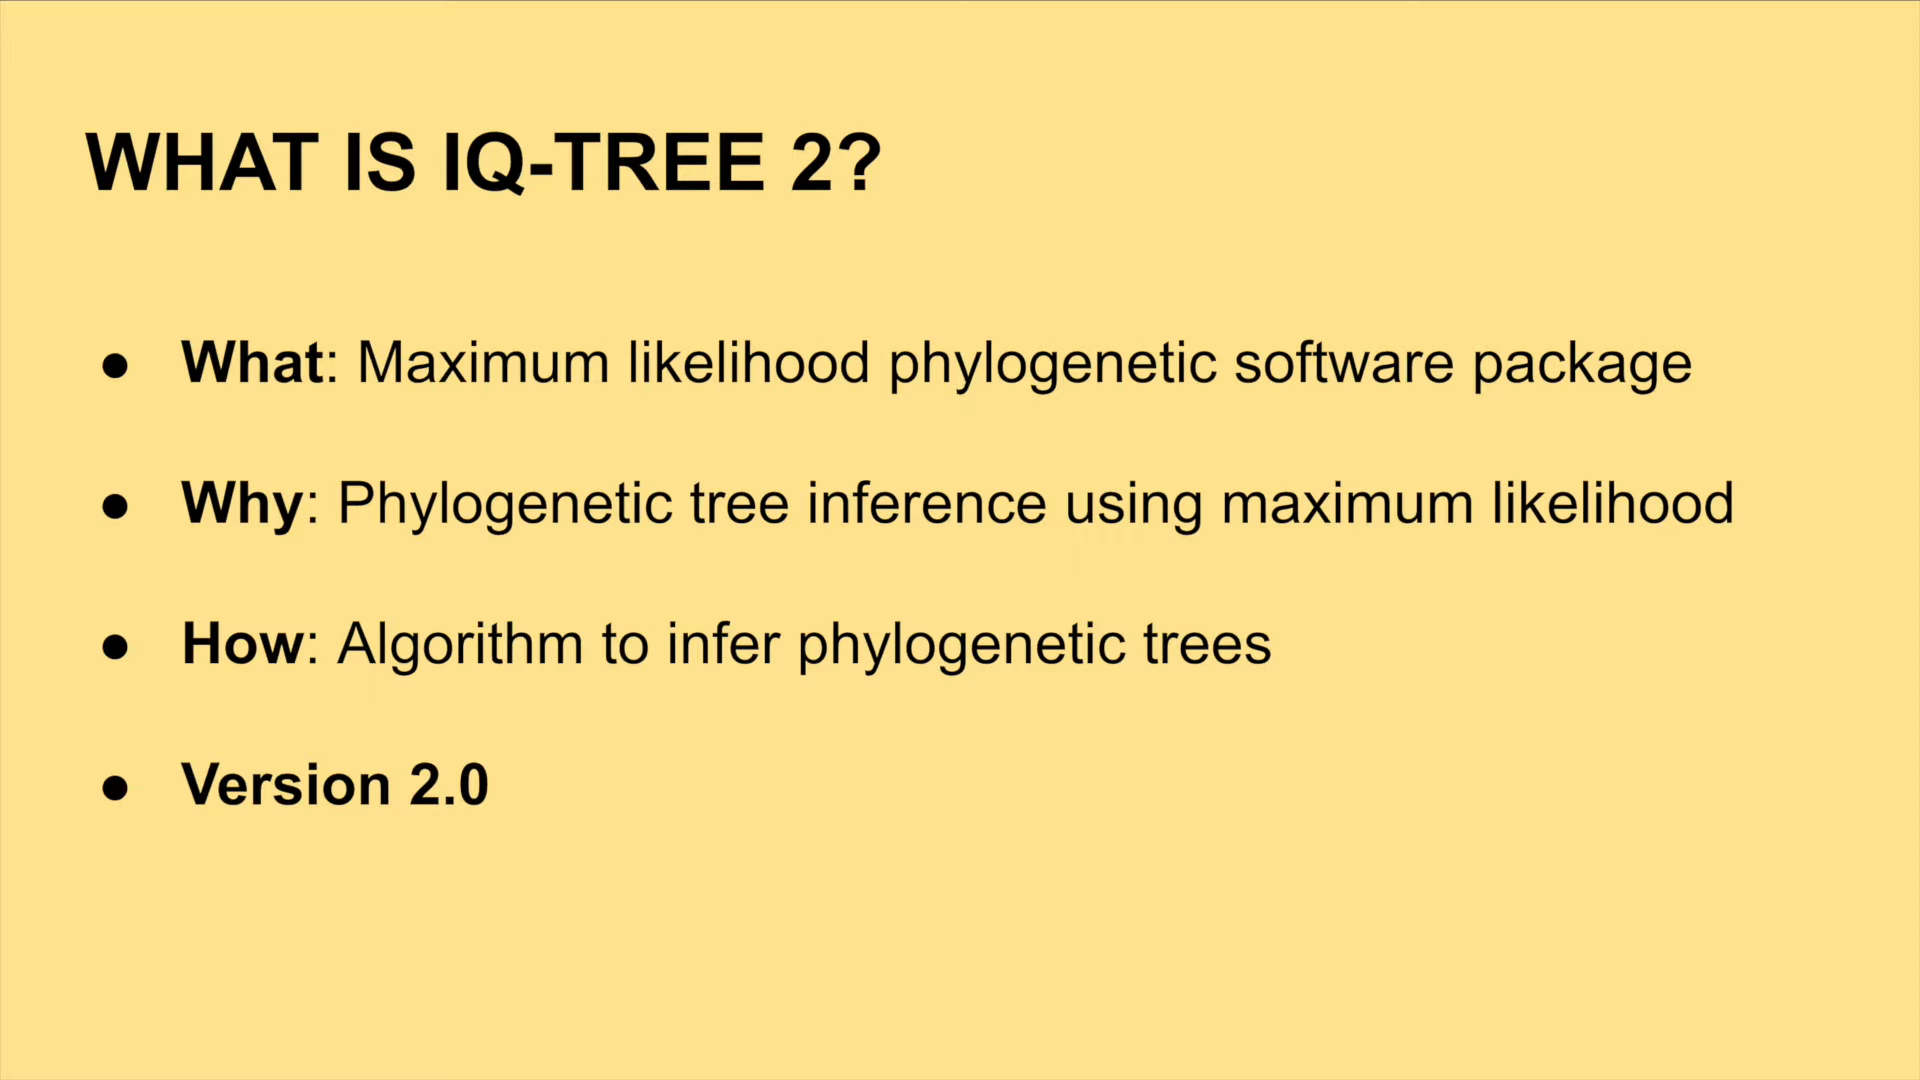 WHAT IS IQ-TREE 2?
● What: Maximum likelihood phylogenetic software package
● Why: Phylogenetic tree inference using maximum likelihood
● How: Algorithm to infer phylogenetic trees
● Version 2.0